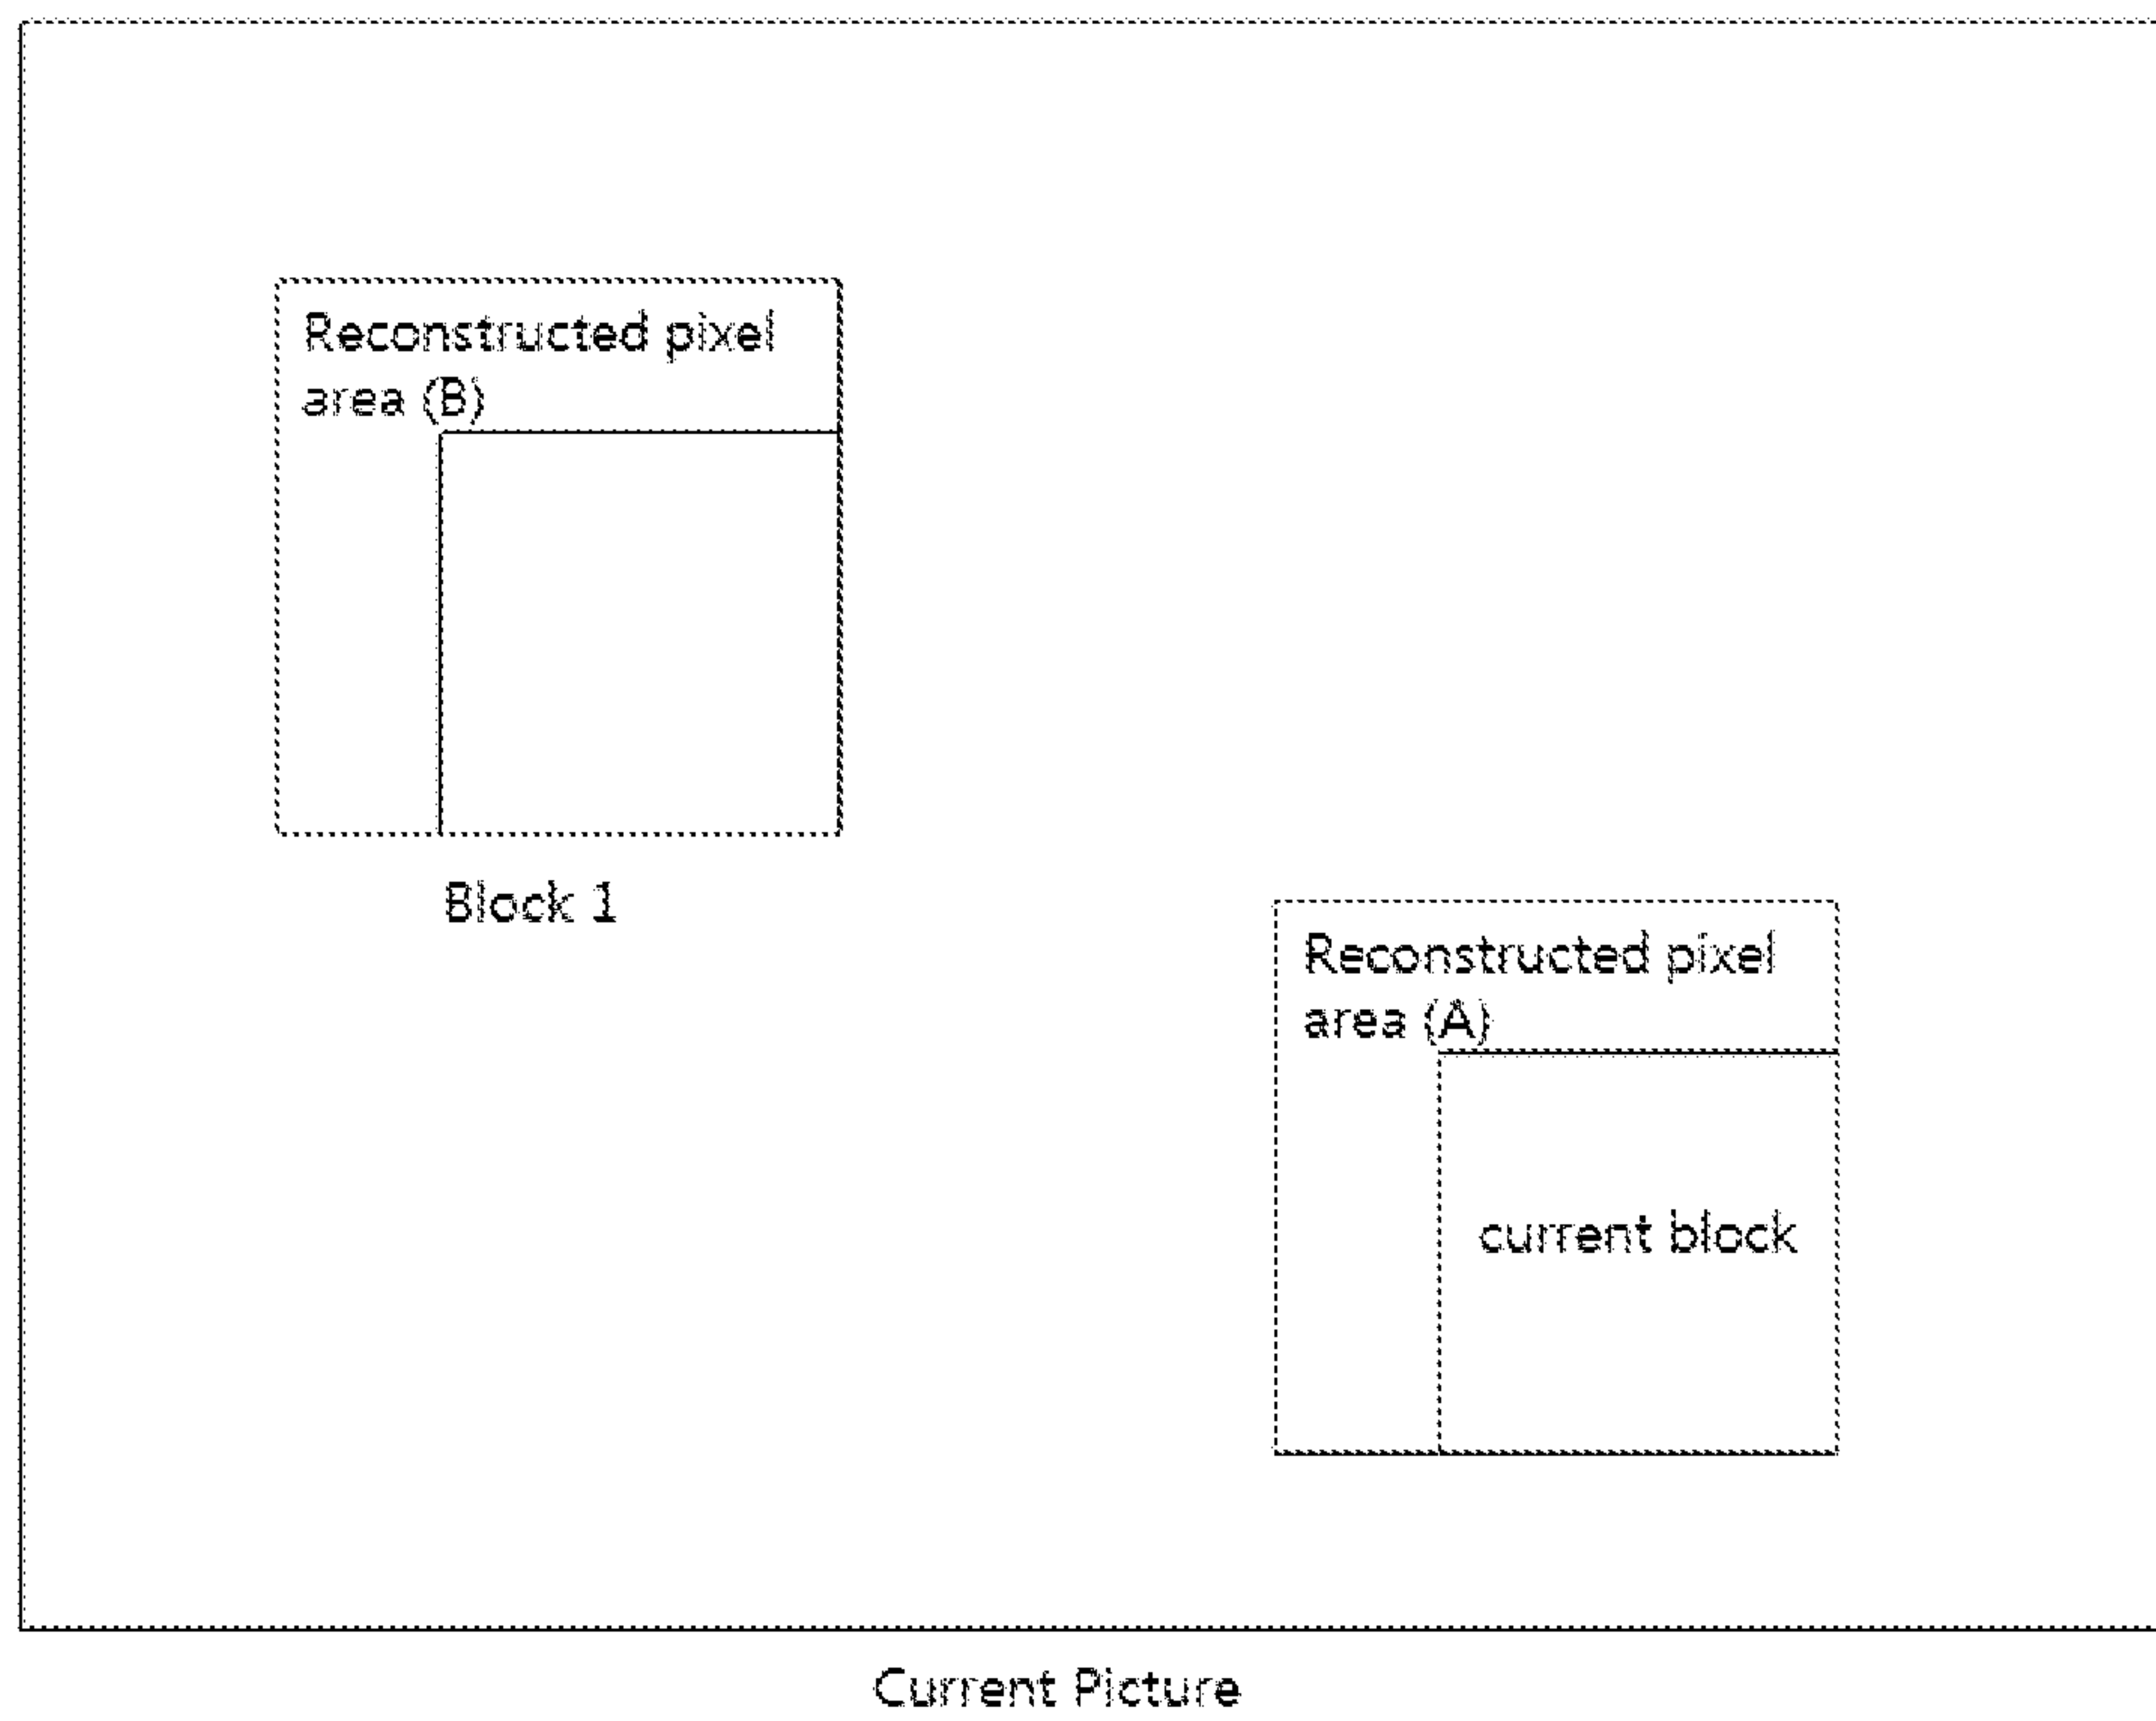 Reconstructed pixel
area (B)
Block 1
Reconstructed pixel
area (A)
current block
Current Picture